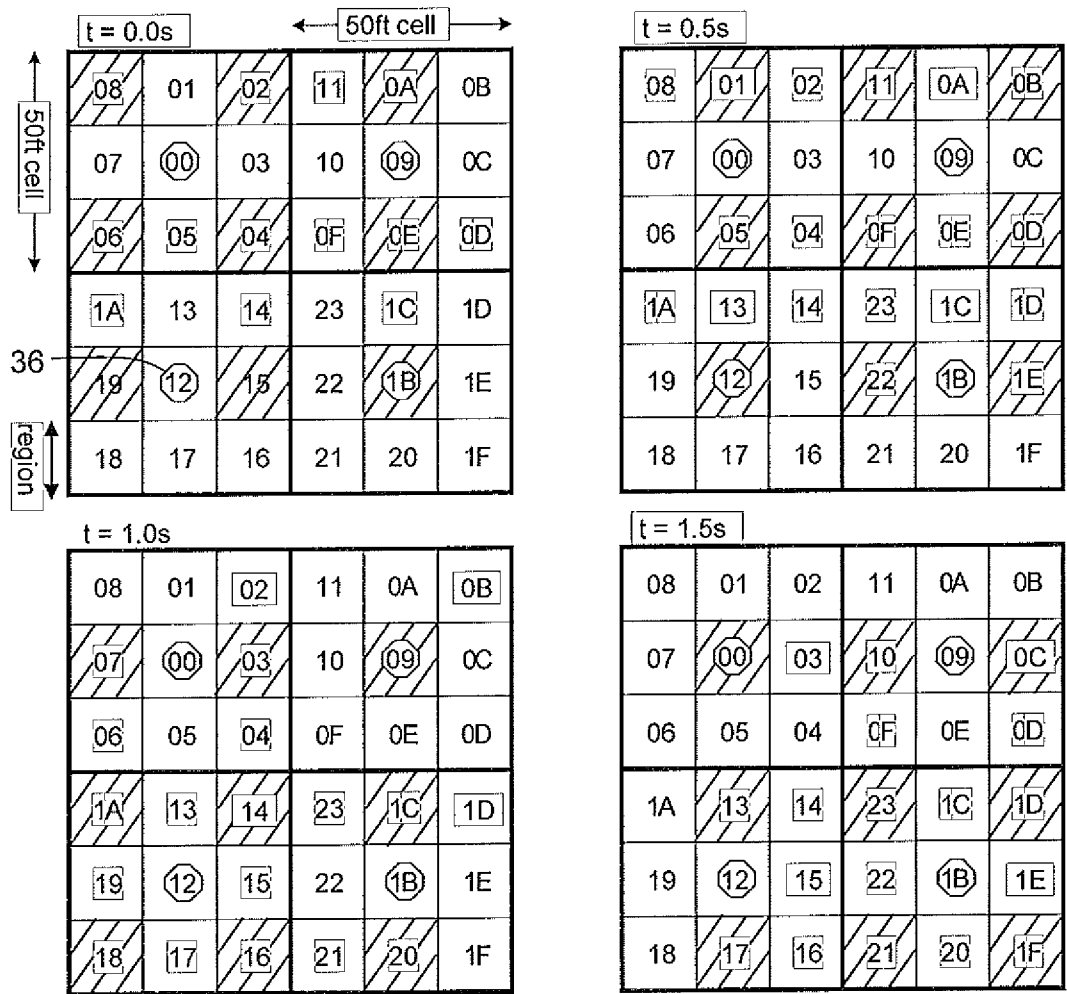 t = 0.0s
50ft cell
t = 0.5s
50ft cell
08 01 02 11 0A 0B
07 00 03 10 09 0C
06 05 04 0F 0E 0D
1A 13 14 23 1C 1D
36
19 12 15 22 1B 1E
region
18 17 16 21 20 1F
08 01 02 11 0A 0B
07 00 03 10 09 0C
06 05 04 0F 0E 0D
1A 13 14 23 1C 1D
19 12 15 22 1B 1E
18 17 16 21 20 1F
t = 1.0s
t = 1.5s
08 01 02 11 0A 0B
07 00 03 10 09 0C
06 05 04 0F 0E 0D
1A 13 14 23 1C 1D
19 12 15 22 1B 1E
18 17 16 21 20 1F
08 01 02 11 0A 0B
07 00 03 10 09 0C
06 05 04 0F 0E 0D
1A 13 14 23 1C 1D
19 12 15 22 1B 1E
18 17 16 21 20 1F